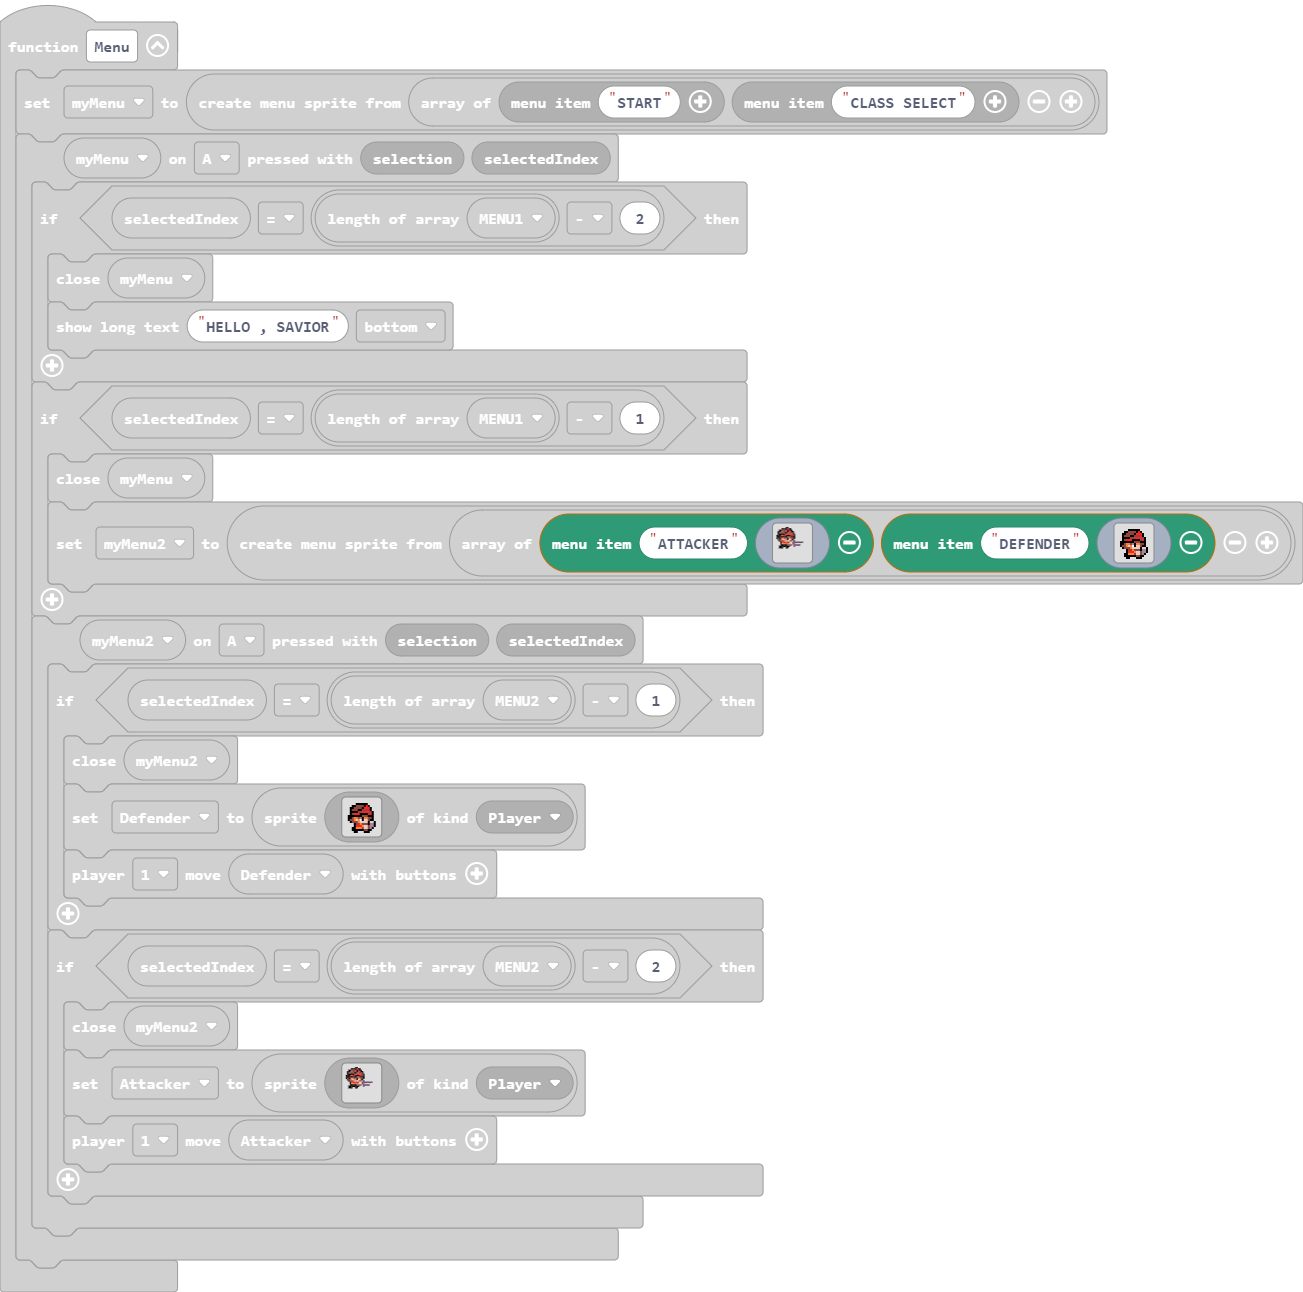 function Menu
set myMenu to create menu sprite from array of menu item "START" menu item "CLASS SELECT"
myMenu on A pressed with selection selectedIndex
if selectedIndex = length of array MENU1 - 2 then
close myMenu
show long text "HELLO , SAVIOR" bottom
if selectedIndex = length of array MENU1 - 1 then
close myMenu
set myMenu2 to create menu sprite from array of menu item "ATTACKER" menu item "DEFENDER"
myMenu2 on A pressed with selection selectedIndex
if selectedIndex = length of array MENU2 - 1 then
close myMenu2
set Defender to sprite of kind Player
player 1 move Defender with buttons
if selectedIndex = length of array MENU2 - 2 then
close myMenu2
set Attacker to sprite of kind Player
player 1 move Attacker with buttons